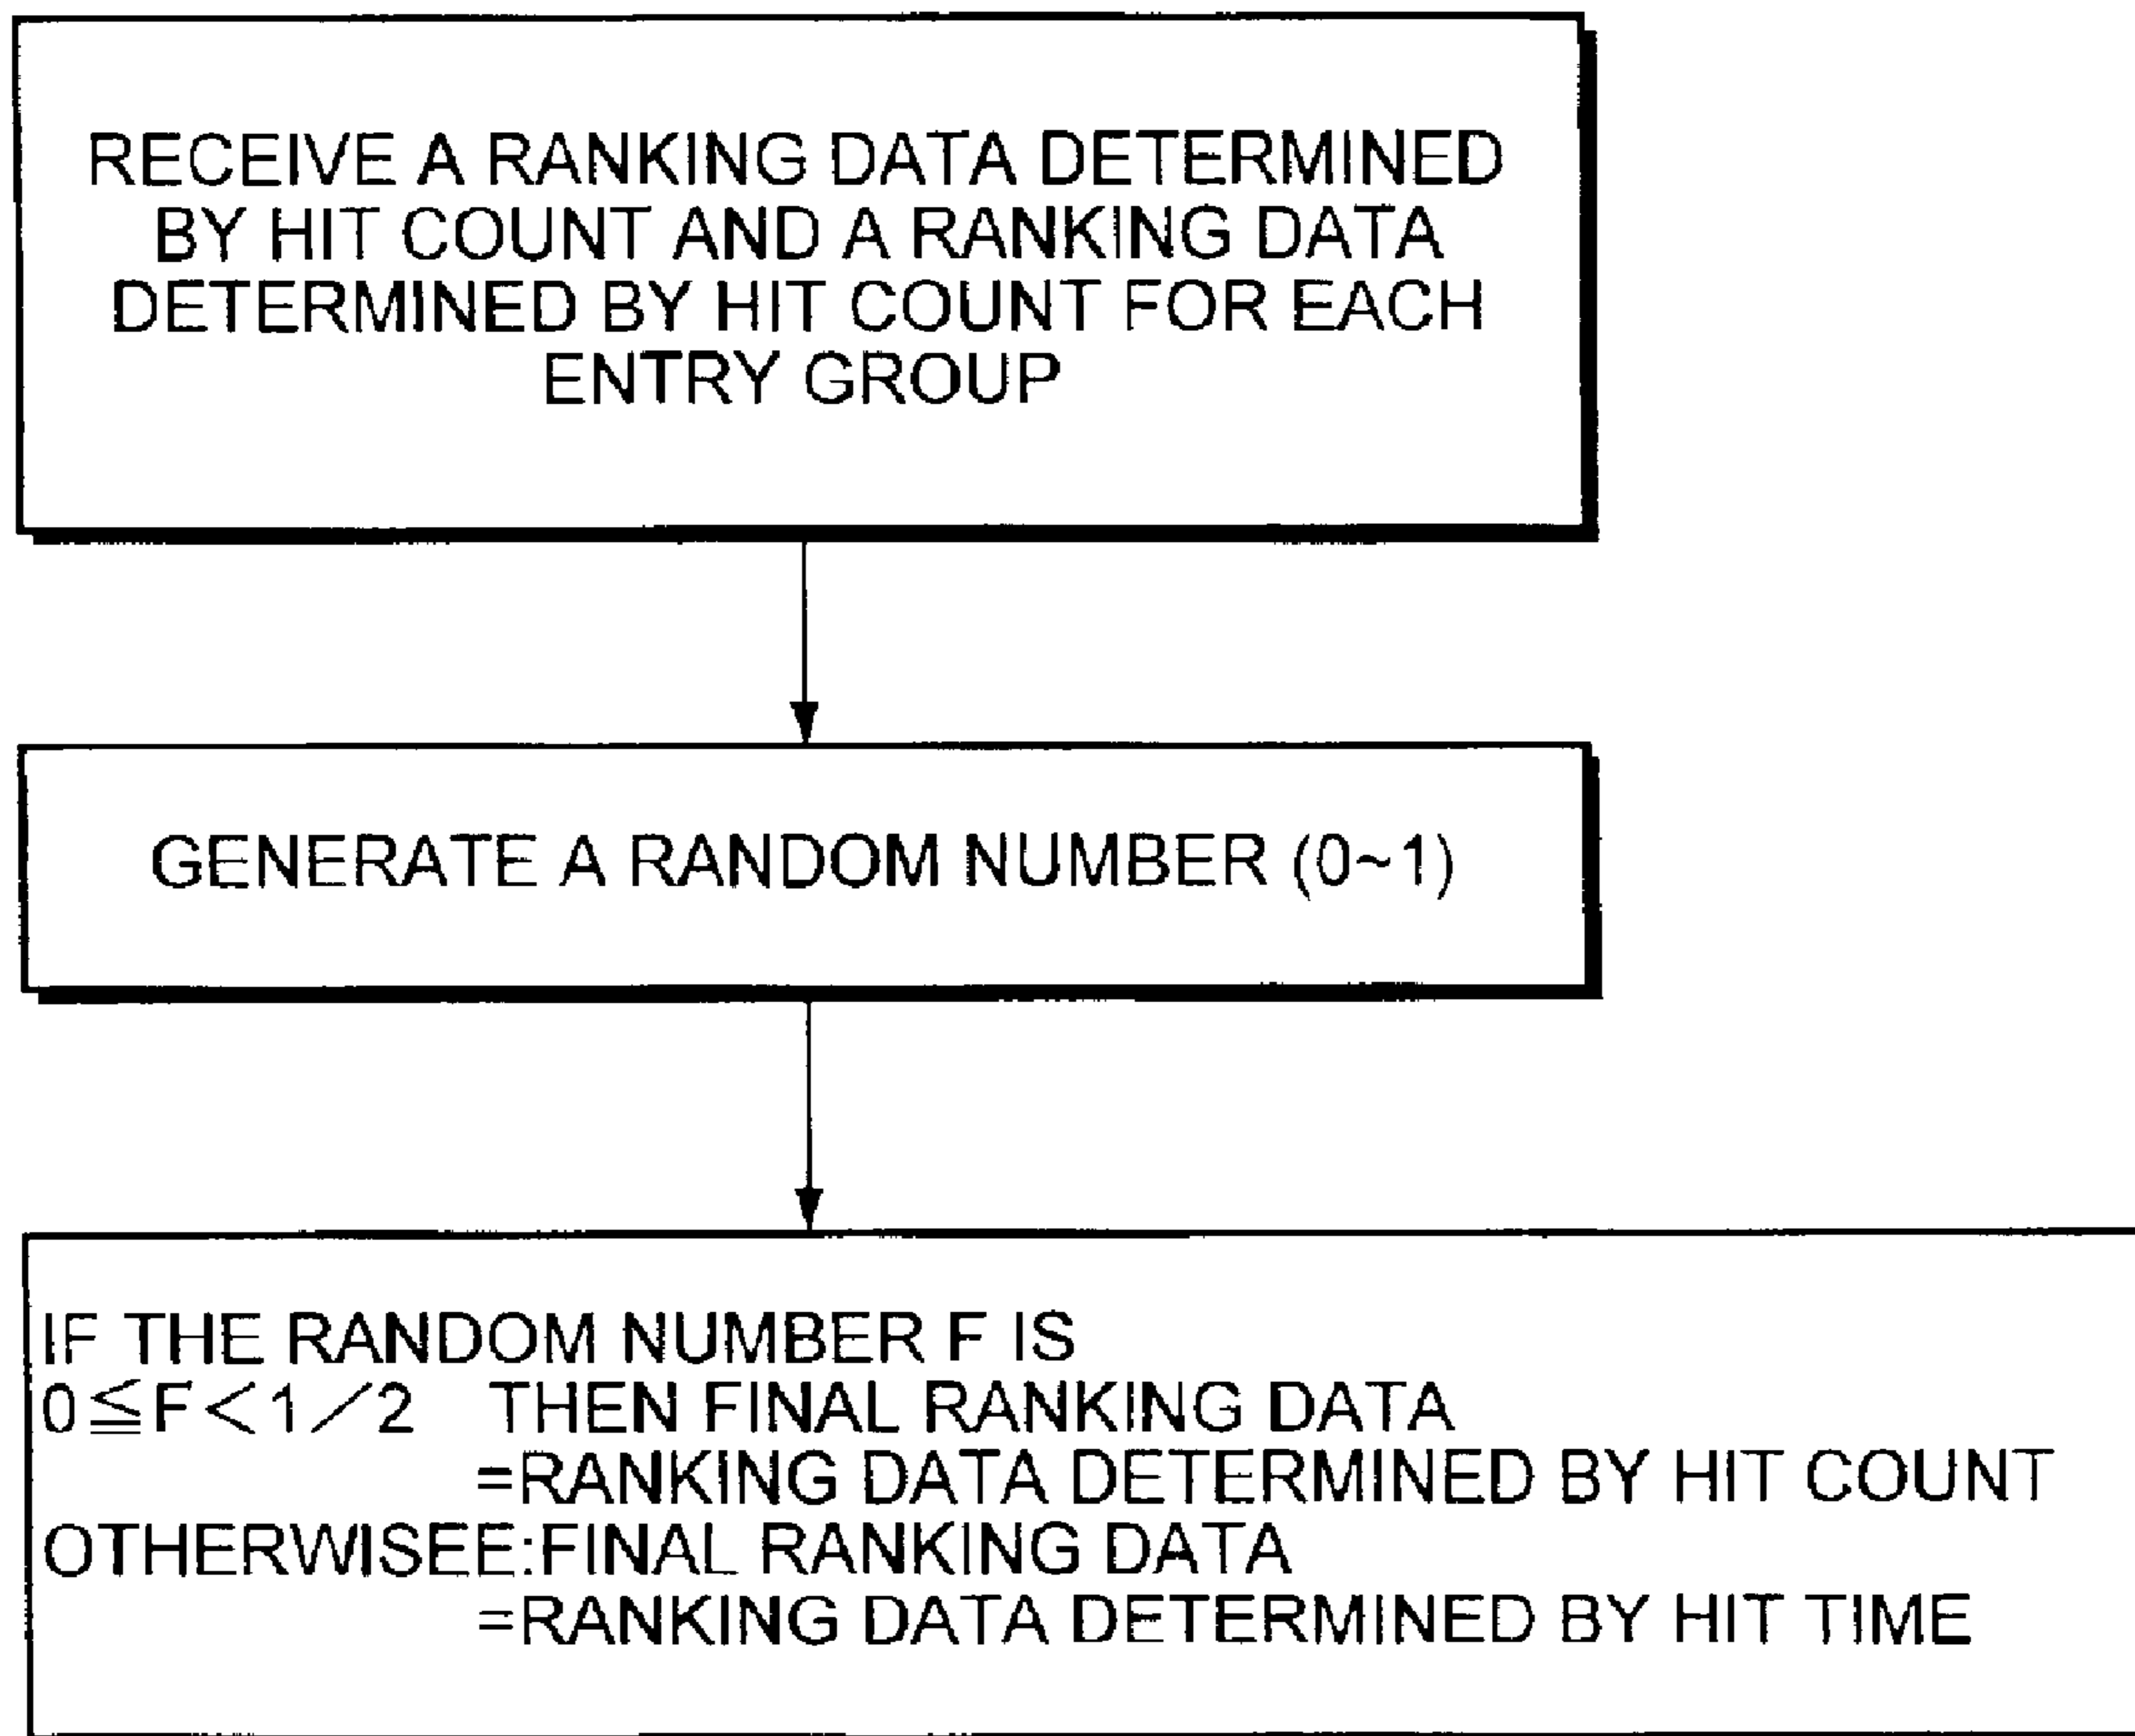 RECEIVE A RANKING DATA DETERMINED
BY HIT COUNT AND A RANKING DATA
DETERMINED BY HIT COUNT FOR EACH
ENTRY GROUP
GENERATE A RANDOM NUMBER (0~1)
IF THE RANDOM NUMBER F IS
0≦F<1/2 THEN FINAL RANKING DATA
=RANKING DATA DETERMINED BY HIT COUNT
OTHERWISEE:FINAL RANKING DATA
=RANKING DATA DETERMINED BY HIT TIME